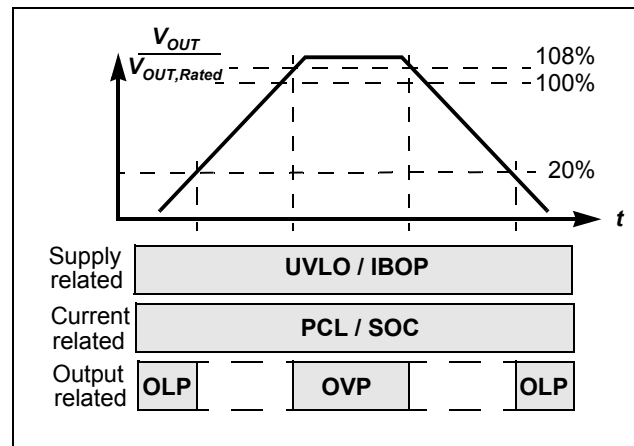 V_OUT
V_OUT,Rated
108%
100%
20%
t
Supply
related
UVLO / IBOP
Current
related
PCL / SOC
Output
related
OLP
OVP
OLP